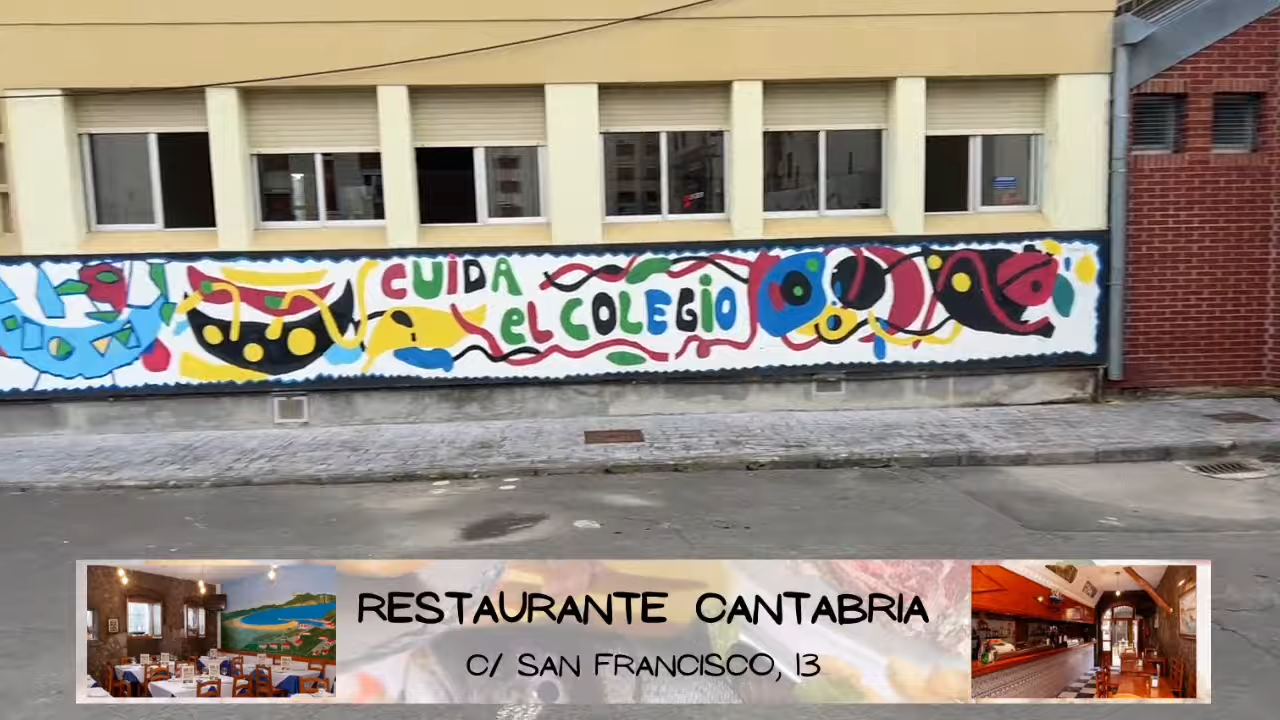 CUiDA
eL COLEGiO
RESTAURANTE CANTABRIA
C/ SAN FRANCISCO, 13